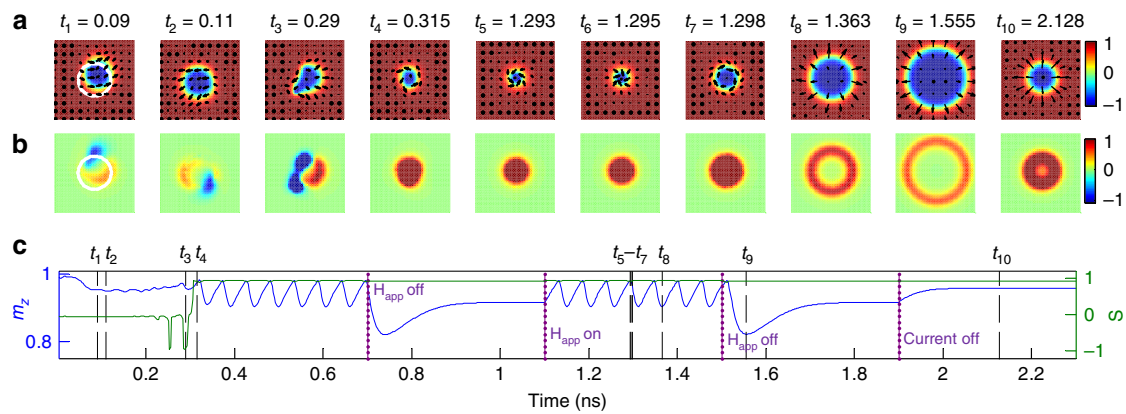 a t₁ = 0.09 t₂ = 0.11 t₃ = 0.29 t₄ = 0.315 t₅ = 1.293 t₆ = 1.295 t₇ = 1.298 t₈ = 1.363 t₉ = 1.555 t₁₀ = 2.128
1
0
−1
b
1
0
−1
c t₁ t₂ t₃ t₄ t₅–t₇ t₈ t₉ t₁₀
1 1
H_app off
m_z 0 S
H_app on H_app off Current off
0.8 −1
0.2 0.4 0.6 0.8 1 1.2 1.4 1.6 1.8 2 2.2
Time (ns)